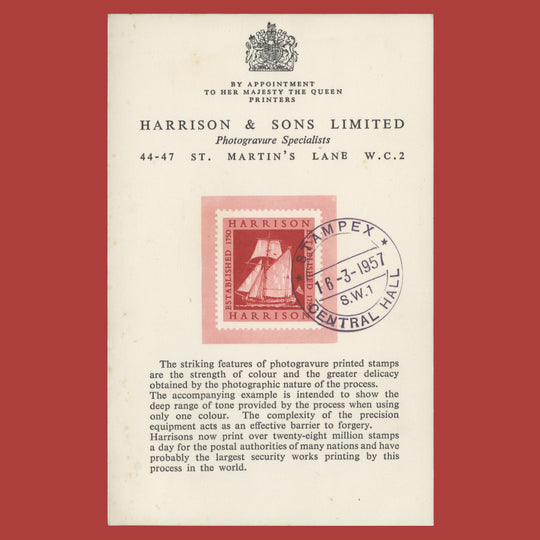 BY APPOINTMENT
TO HER MAJESTY THE QUEEN
PRINTERS
HARRISON & SONS LIMITED
Photogravure Specialists
44-47 ST. MARTIN'S LANE W.C.2
HARRISON
ESTABLISHED 1750
ESTABLISHED 1750
HARRISON
STAMPEX
16-3-1957
S.W.1
CENTRAL HALL
The striking features of photogravure printed stamps
are the strength of colour and the greater delicacy
obtained by the photographic nature of the process.
The accompanying example is intended to show the
deep range of tone provided by the process when using
only one colour. The complexity of the precision
equipment acts as an effective barrier to forgery.
Harrisons now print over twenty-eight million stamps
a day for the postal authorities of many nations and have
probably the largest security works printing by this
process in the world.